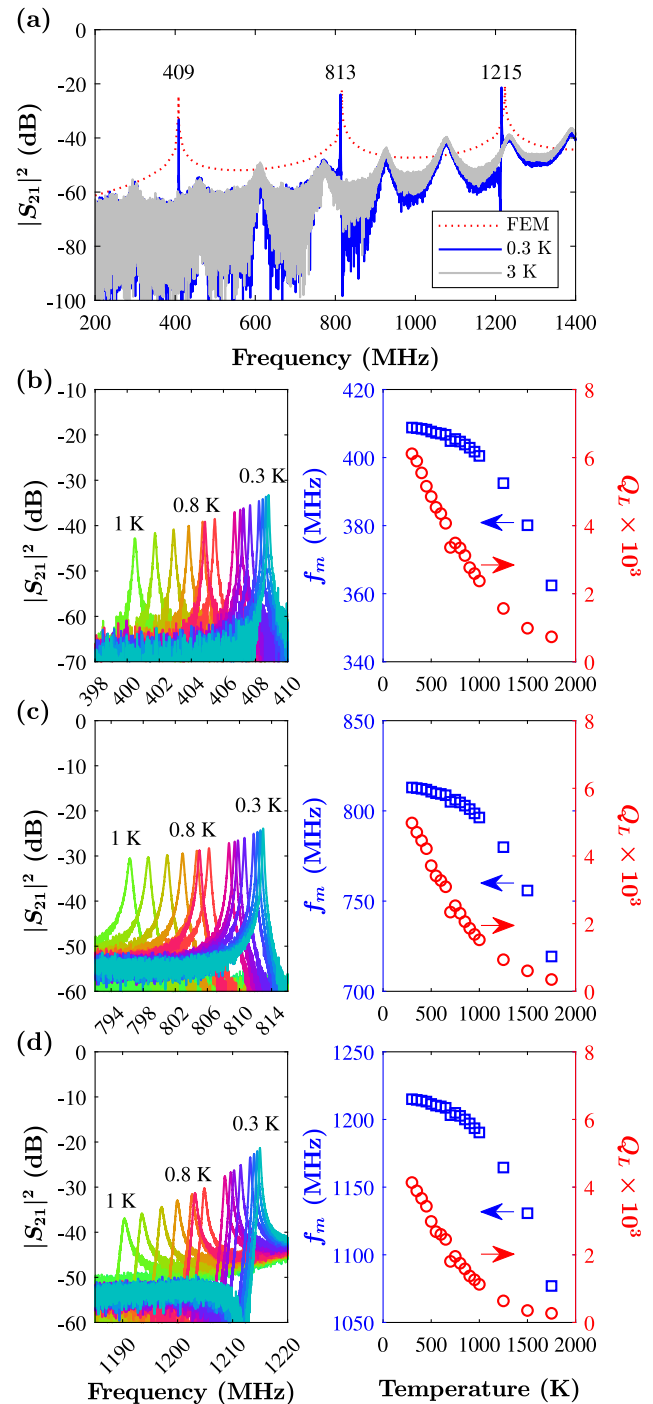 (a)
0
-20
-40
-60
-80
-100
|S21|² (dB)
409
813
1215
FEM
0.3 K
3 K
200 400 600 800 1000 1200 1400
Frequency (MHz)
(b)
-10
-20
-30
-40
-50
-60
-70
|S21|² (dB)
1 K
0.8 K
0.3 K
398 400 402 404 406 408 410
420
400
380
360
340
fm (MHz)
8
6
4
2
0
QL × 10³
0 500 1000 1500 2000
(c)
0
-10
-20
-30
-40
-50
-60
|S21|² (dB)
1 K
0.8 K
0.3 K
794 798 802 806 810 814
850
800
750
700
fm (MHz)
8
6
4
2
0
QL × 10³
0 500 1000 1500 2000
(d)
0
-10
-20
-30
-40
-50
-60
|S21|² (dB)
1 K
0.8 K
0.3 K
1190 1200 1210 1220
Frequency (MHz)
1250
1200
1150
1100
1050
fm (MHz)
8
6
4
2
0
QL × 10³
0 500 1000 1500 2000
Temperature (K)